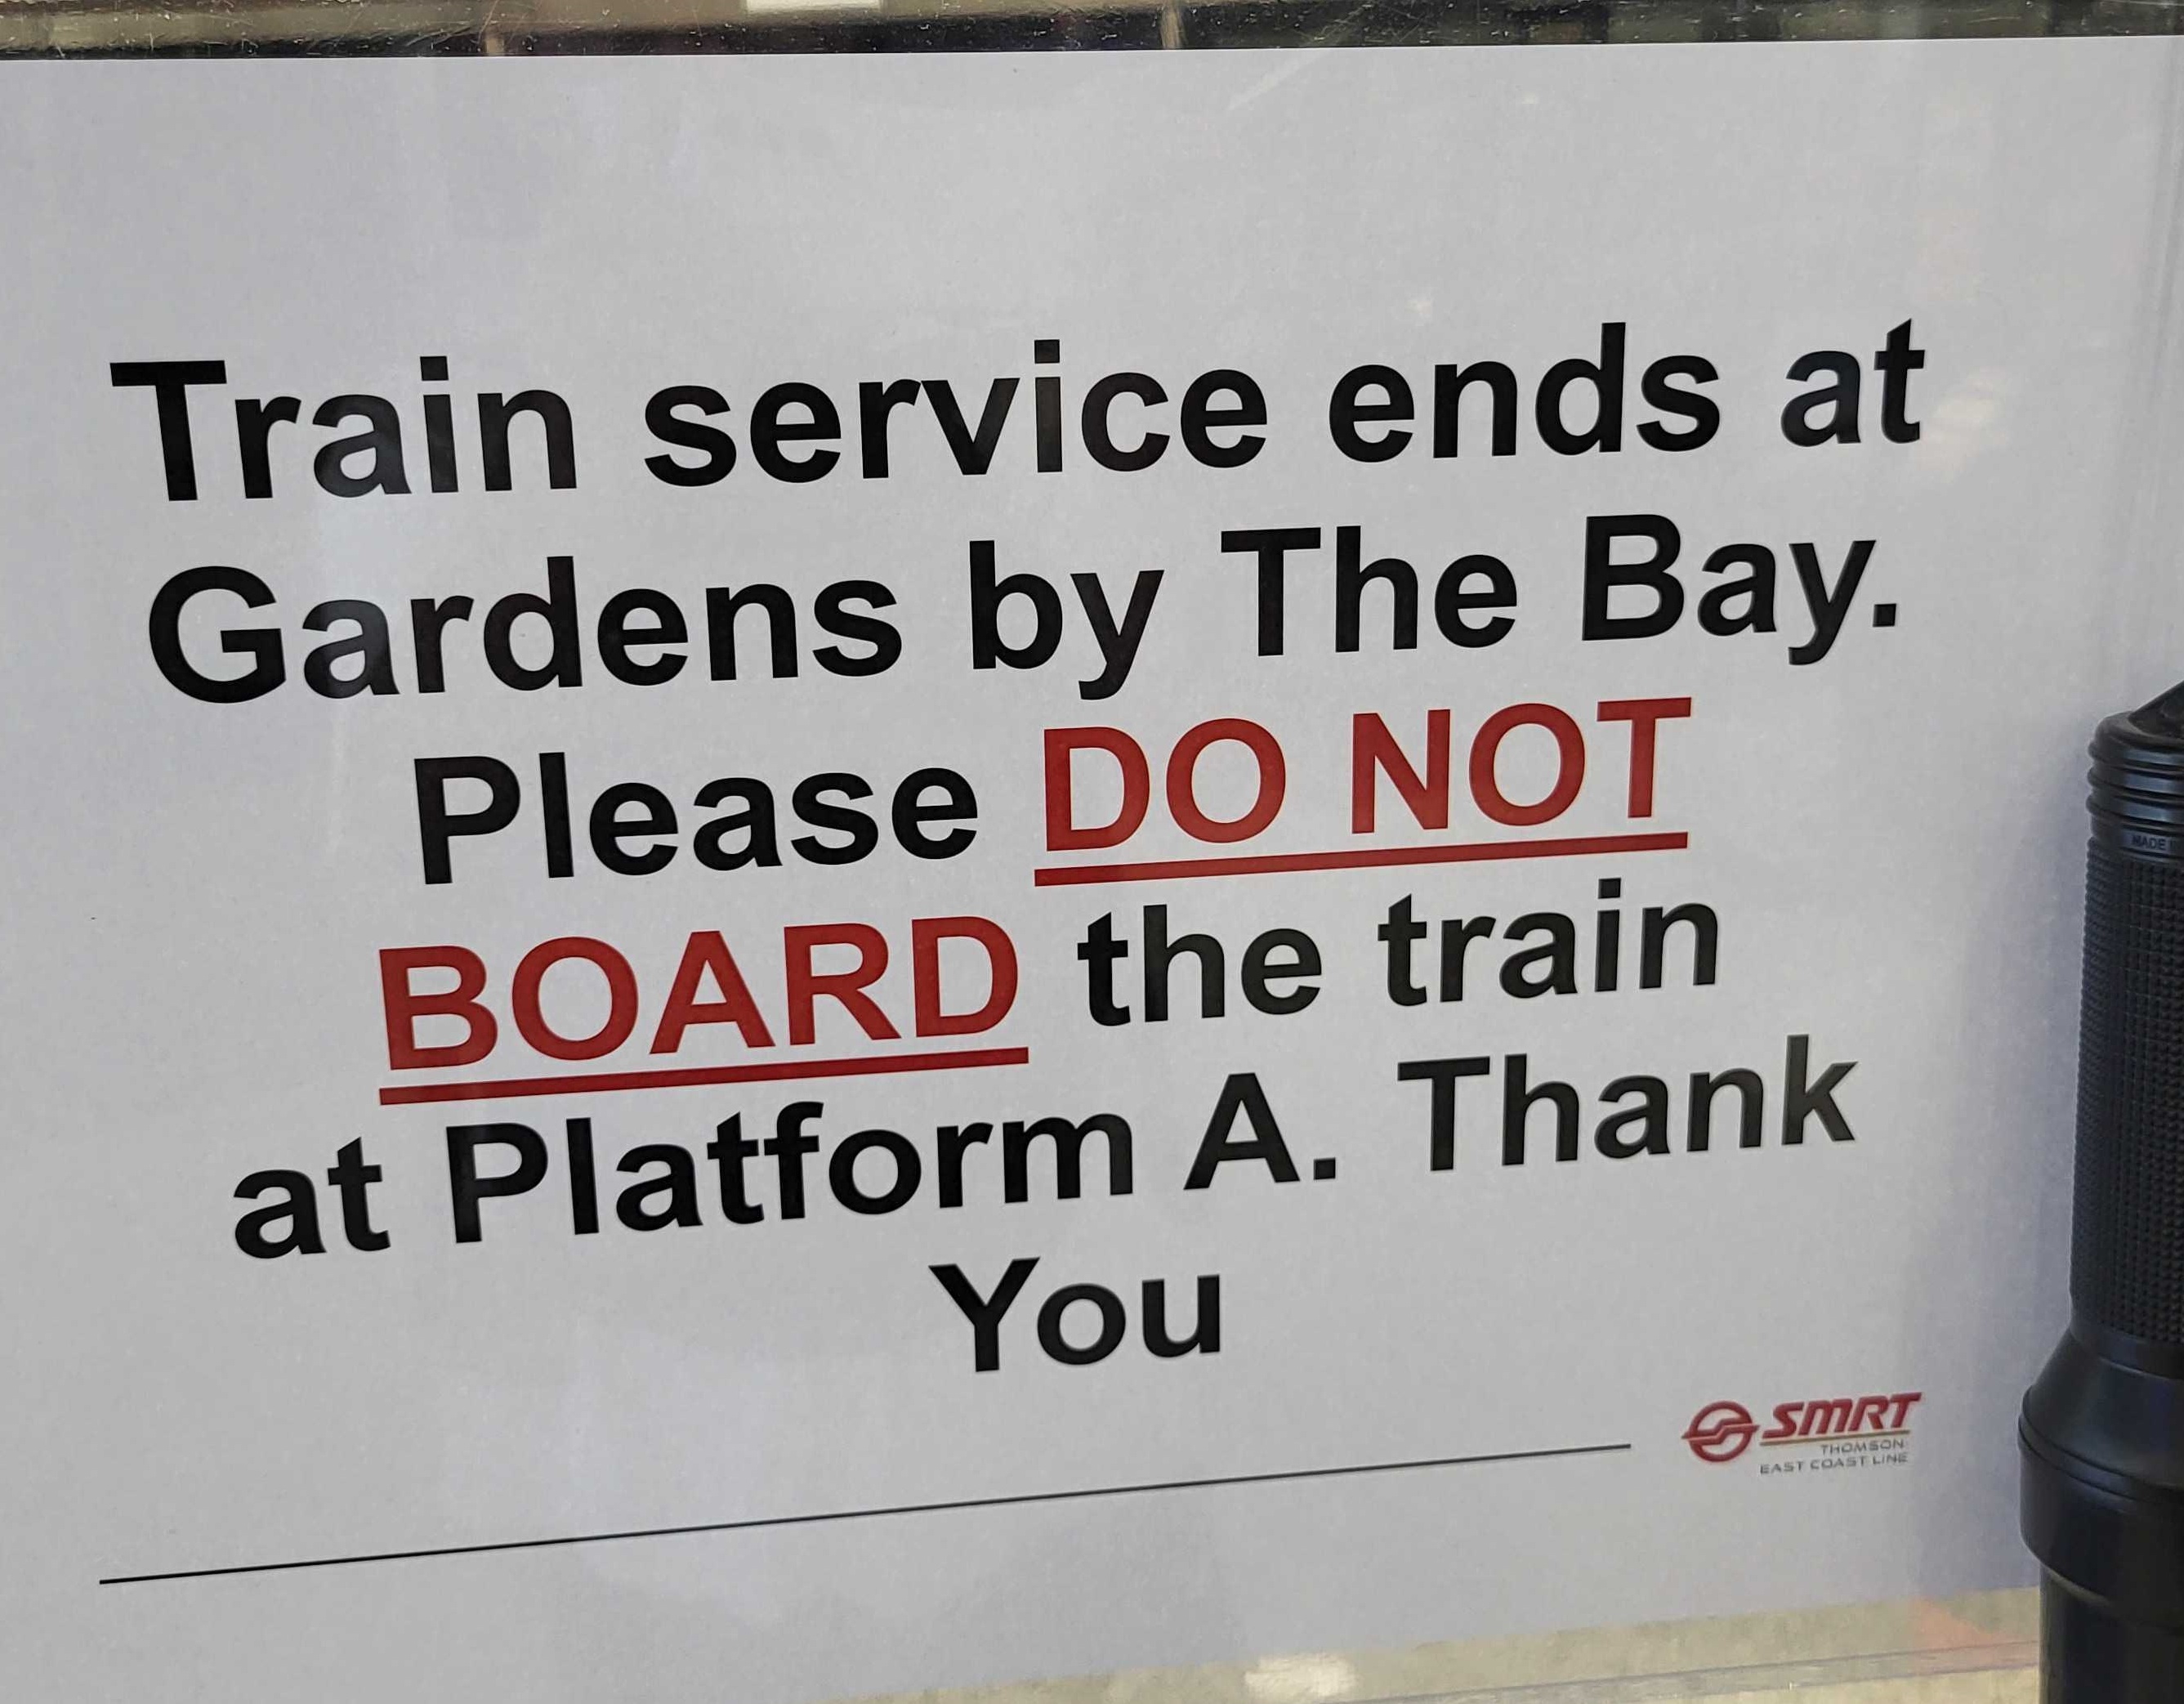 Train service ends at
Gardens by The Bay.
Please DO NOT
BOARD the train
at Platform A. Thank
You
SMRT
THOMSON
EAST COAST LINE
MADE